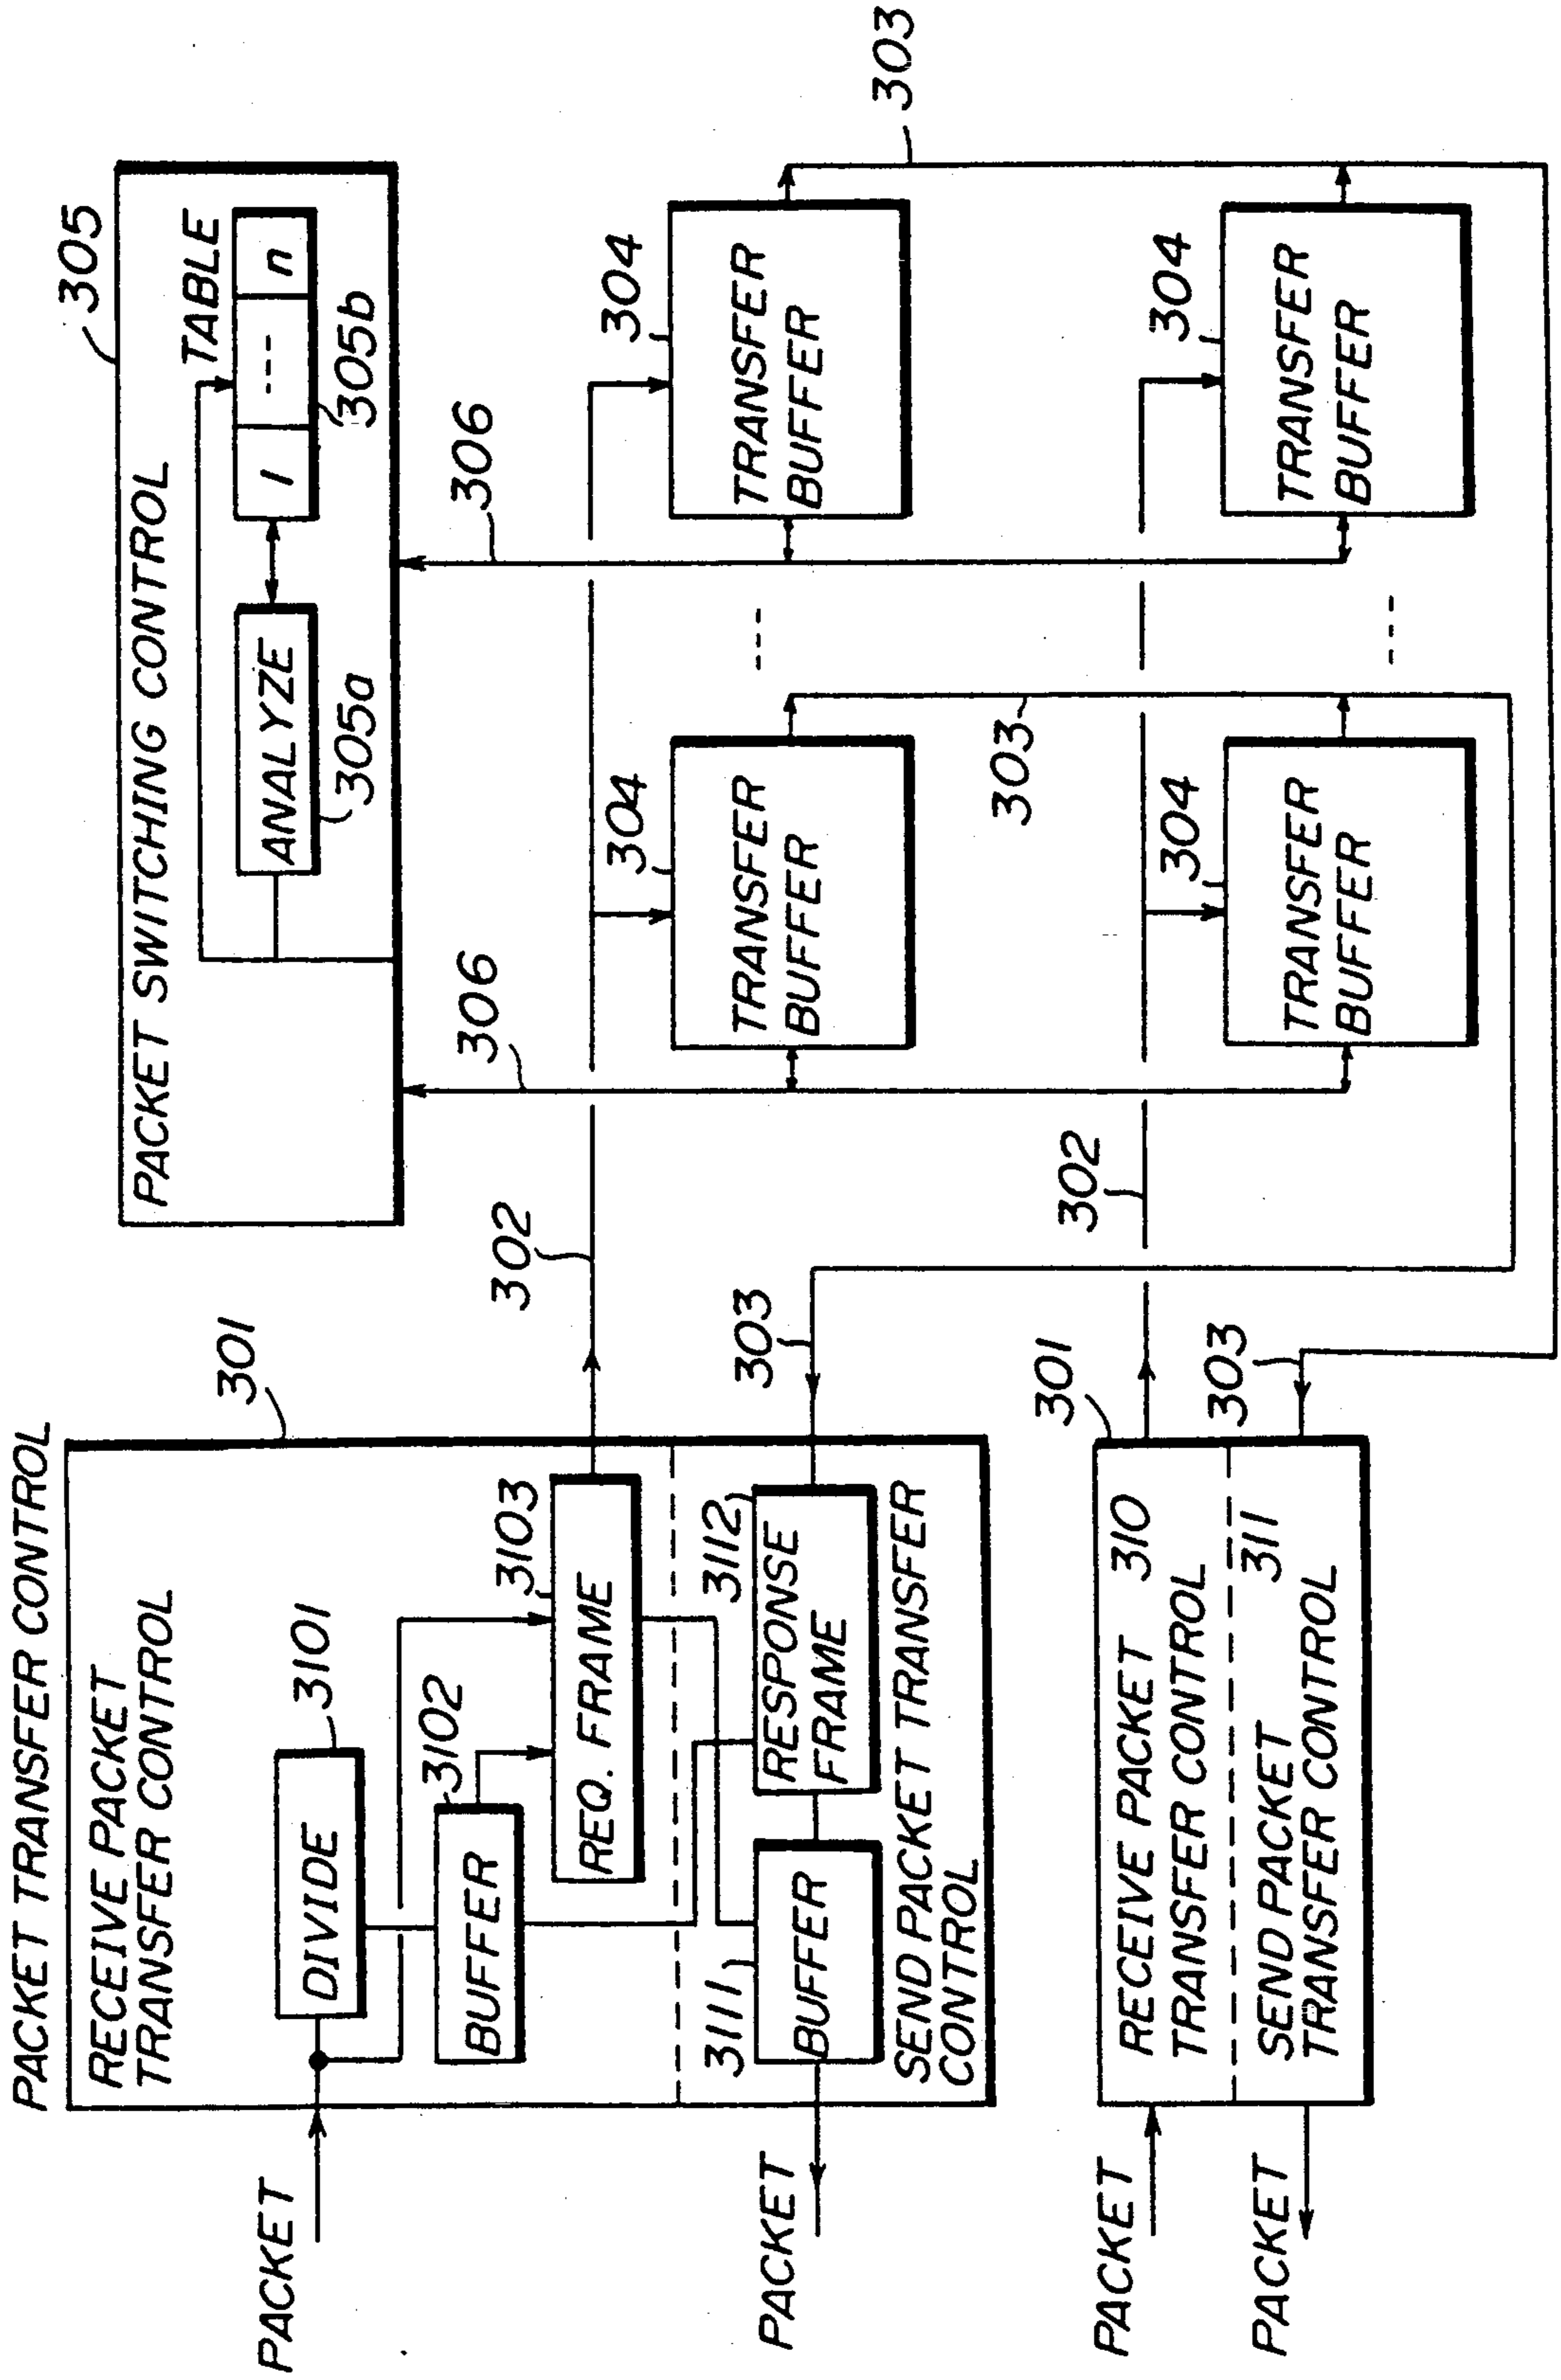 PACKET TRANSFER CONTROL
301
RECEIVE PACKET
TRANSFER CONTROL
DIVIDE
3101
BUFFER
3102
REQ. FRAME
3103
PACKET
3111
BUFFER
RESPONSE
FRAME
3112
SEND PACKET TRANSFER
CONTROL
PACKET
302
303
305
PACKET SWITCHING CONTROL
TABLE
ANALYZE
305a
1
---
n
305b
306
306
304
TRANSFER
BUFFER
---
304
TRANSFER
BUFFER
303
303
301
RECEIVE PACKET 310
TRANSFER CONTROL
SEND PACKET 311
TRANSFER CONTROL
PACKET
PACKET
302
303
304
TRANSFER
BUFFER
---
304
TRANSFER
BUFFER